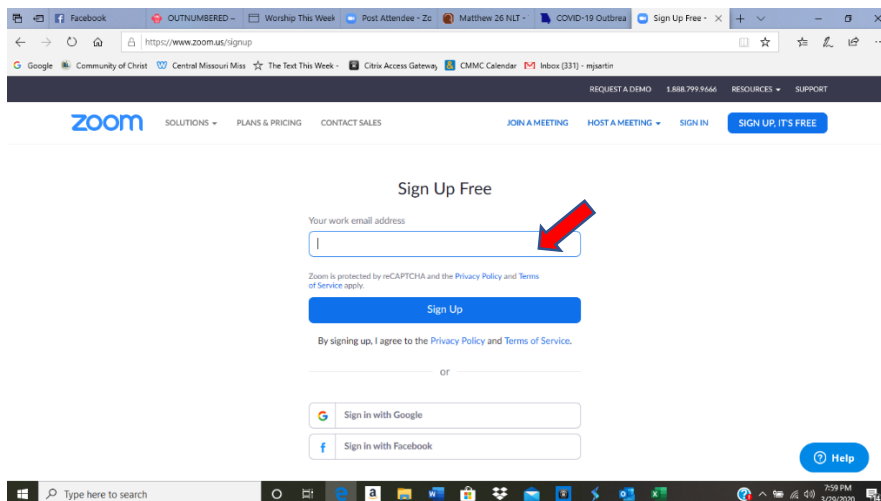 Facebook
OUTNUMBERED –
Worship This Week
Post Attendee - Zo
Matthew 26 NLT -
COVID-19 Outbrea
Sign Up Free -
https://www.zoom.us/signup
Google
Community of Christ
Central Missouri Miss
The Text This Week -
Citrix Access Gateway
CMMC Calendar
Inbox (331) - mjsartin
REQUEST A DEMO
1.888.799.9666
RESOURCES
SUPPORT
zoom
SOLUTIONS
PLANS & PRICING
CONTACT SALES
JOIN A MEETING
HOST A MEETING
SIGN IN
SIGN UP, IT'S FREE
Sign Up Free
Your work email address
Zoom is protected by reCAPTCHA and the Privacy Policy and Terms
of Service apply.
Sign Up
By signing up, I agree to the Privacy Policy and Terms of Service.
or
Sign in with Google
Sign in with Facebook
Help
Type here to search
7:59 PM
3/29/2020